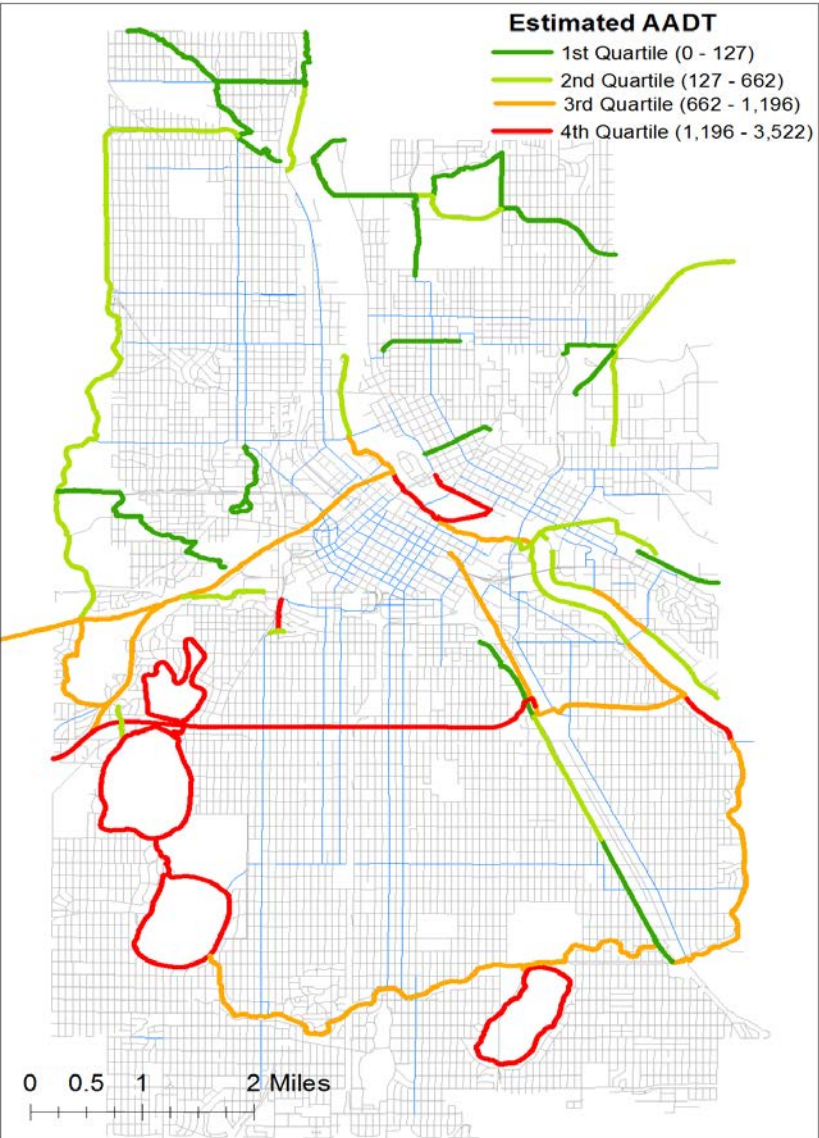 Estimated AADT
1st Quartile (0 - 127)
2nd Quartile (127 - 662)
3rd Quartile (662 - 1,196)
4th Quartile (1,196 - 3,522)
0 0.5 1 2 Miles